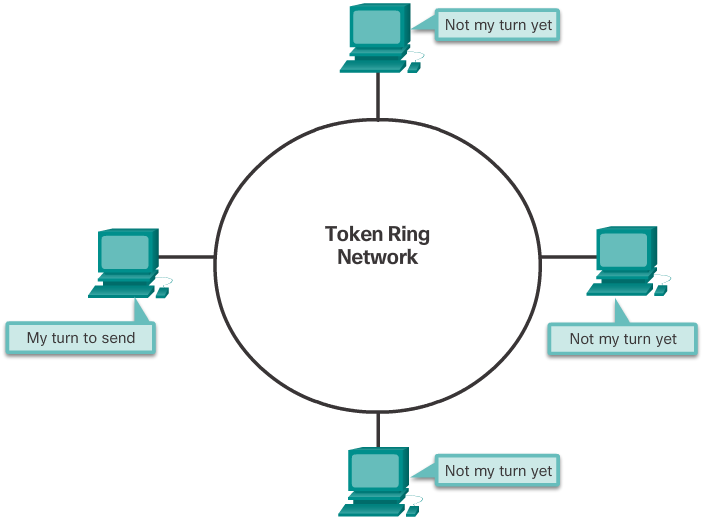 Not my turn yet
Token Ring
Network
My turn to send
Not my turn yet
Not my turn yet